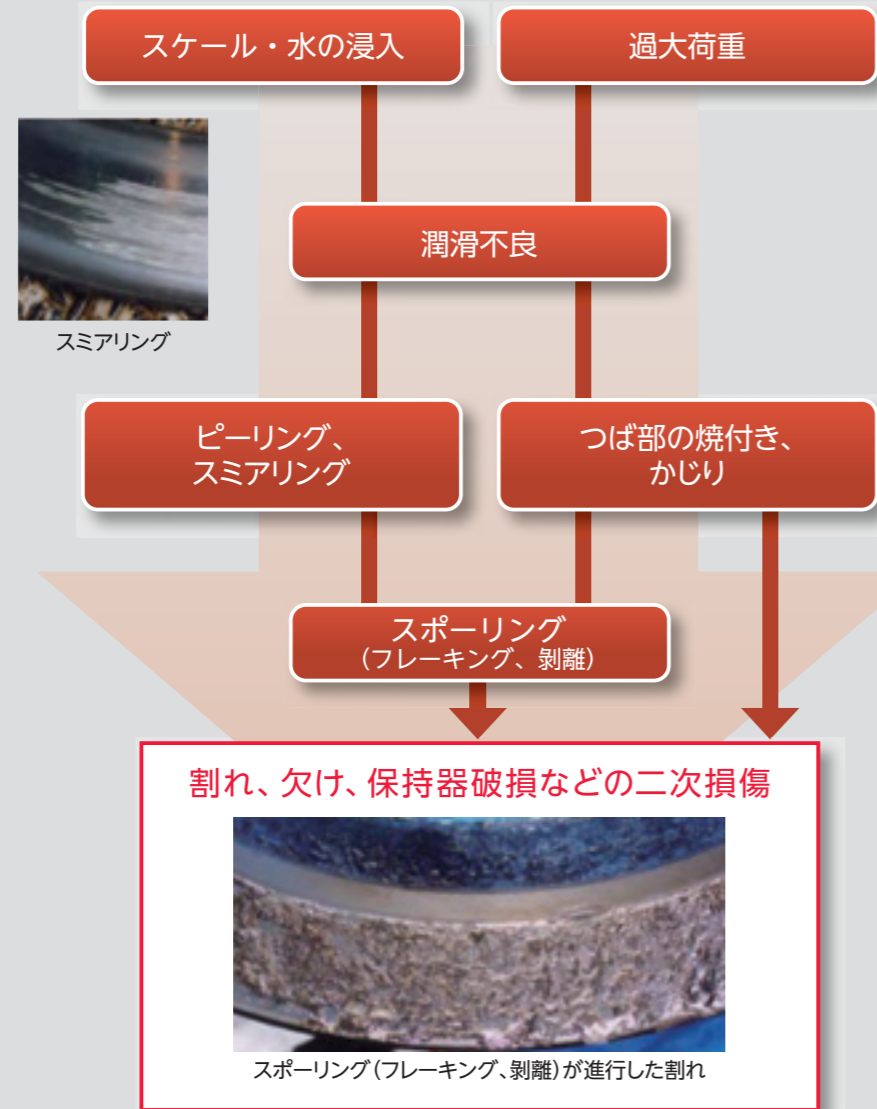 スケール・水の浸入
過大荷重
潤滑不良
スミアリング
ピーリング、
スミアリング
つば部の焼付き、
かじり
スポーリング
(フレーキング、剥離)
割れ、欠け、保持器破損などの二次損傷
スポーリング(フレーキング、剥離)が進行した割れ